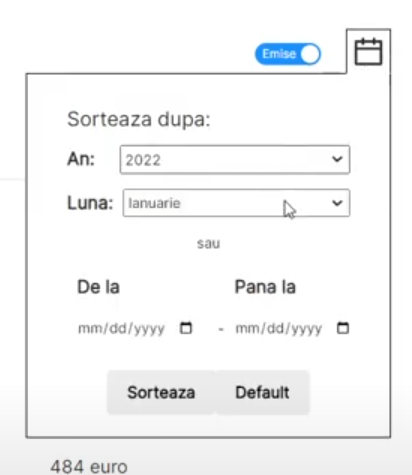 Emise
Sorteaza dupa:
An: 2022
Luna: Ianuarie
sau
De la Pana la
mm/dd/yyyy - mm/dd/yyyy
Sorteaza Default
484 euro